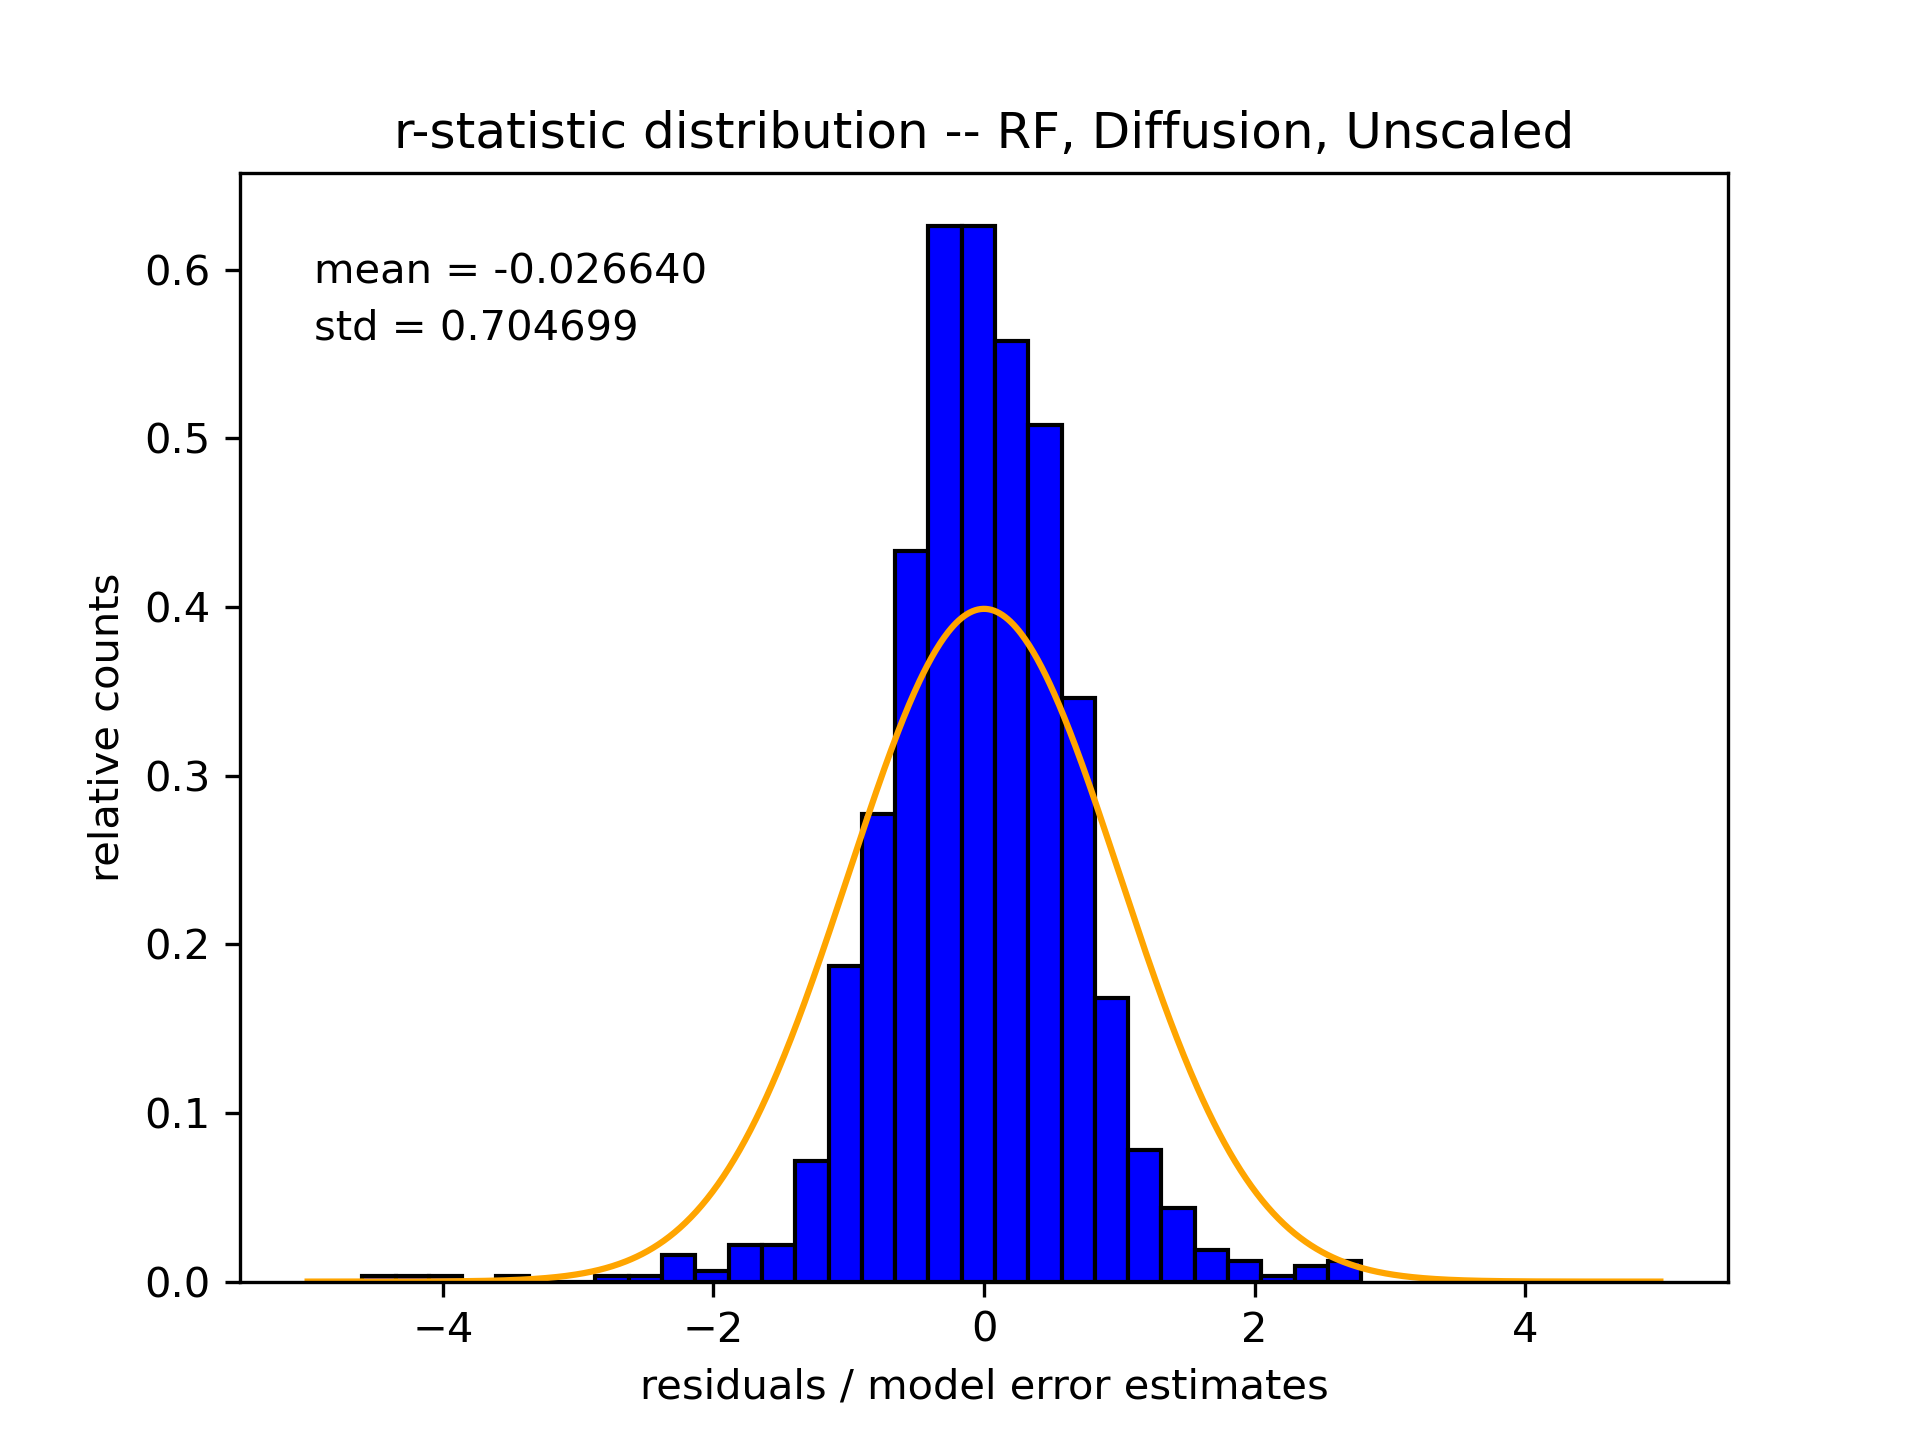 r-statistic distribution -- RF, Diffusion, Unscaled
mean = -0.026640
std = 0.704699
relative counts
0.6
0.5
0.4
0.3
0.2
0.1
0.0
−4 −2 0 2 4
residuals / model error estimates